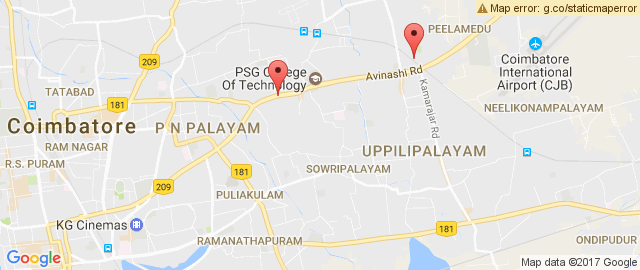 Map error: g.co/staticmaperror
PEELAMEDU
Coimbatore
International
Airport (CJB)
209
PSG College
Of Technology
Avinashi Rd
TATABAD
181
Kamarajar Rd
NEELIKONAMPALAYAM
Coimbatore
P N PALAYAM
RAM NAGAR
UPPILIPALAYAM
R.S. PURAM
181
SOWRIPALAYAM
209
PULIAKULAM
KG Cinemas
181
RAMANATHAPURAM
ONDIPUDUR
209
Google
Map data ©2017 Google